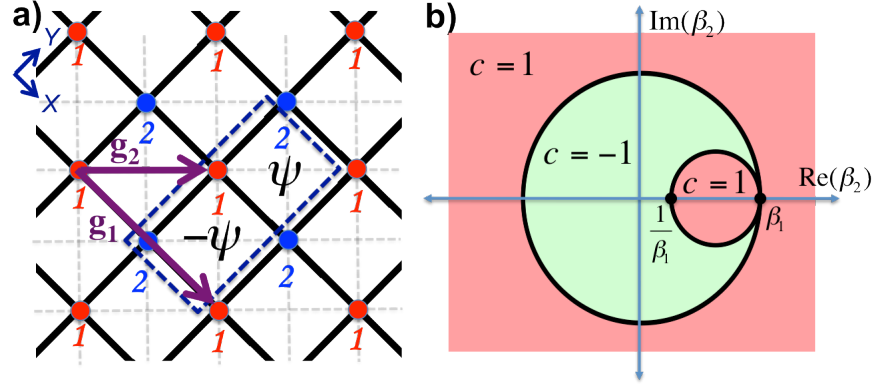 a)
Y
X
1 1 1
2 2
g₂
1 1 1
ψ
g₁
-ψ
2 2
1 1 1
b)
Im(β₂)
c = 1
c = −1
c = 1
Re(β₂)
1/β₁
β₁